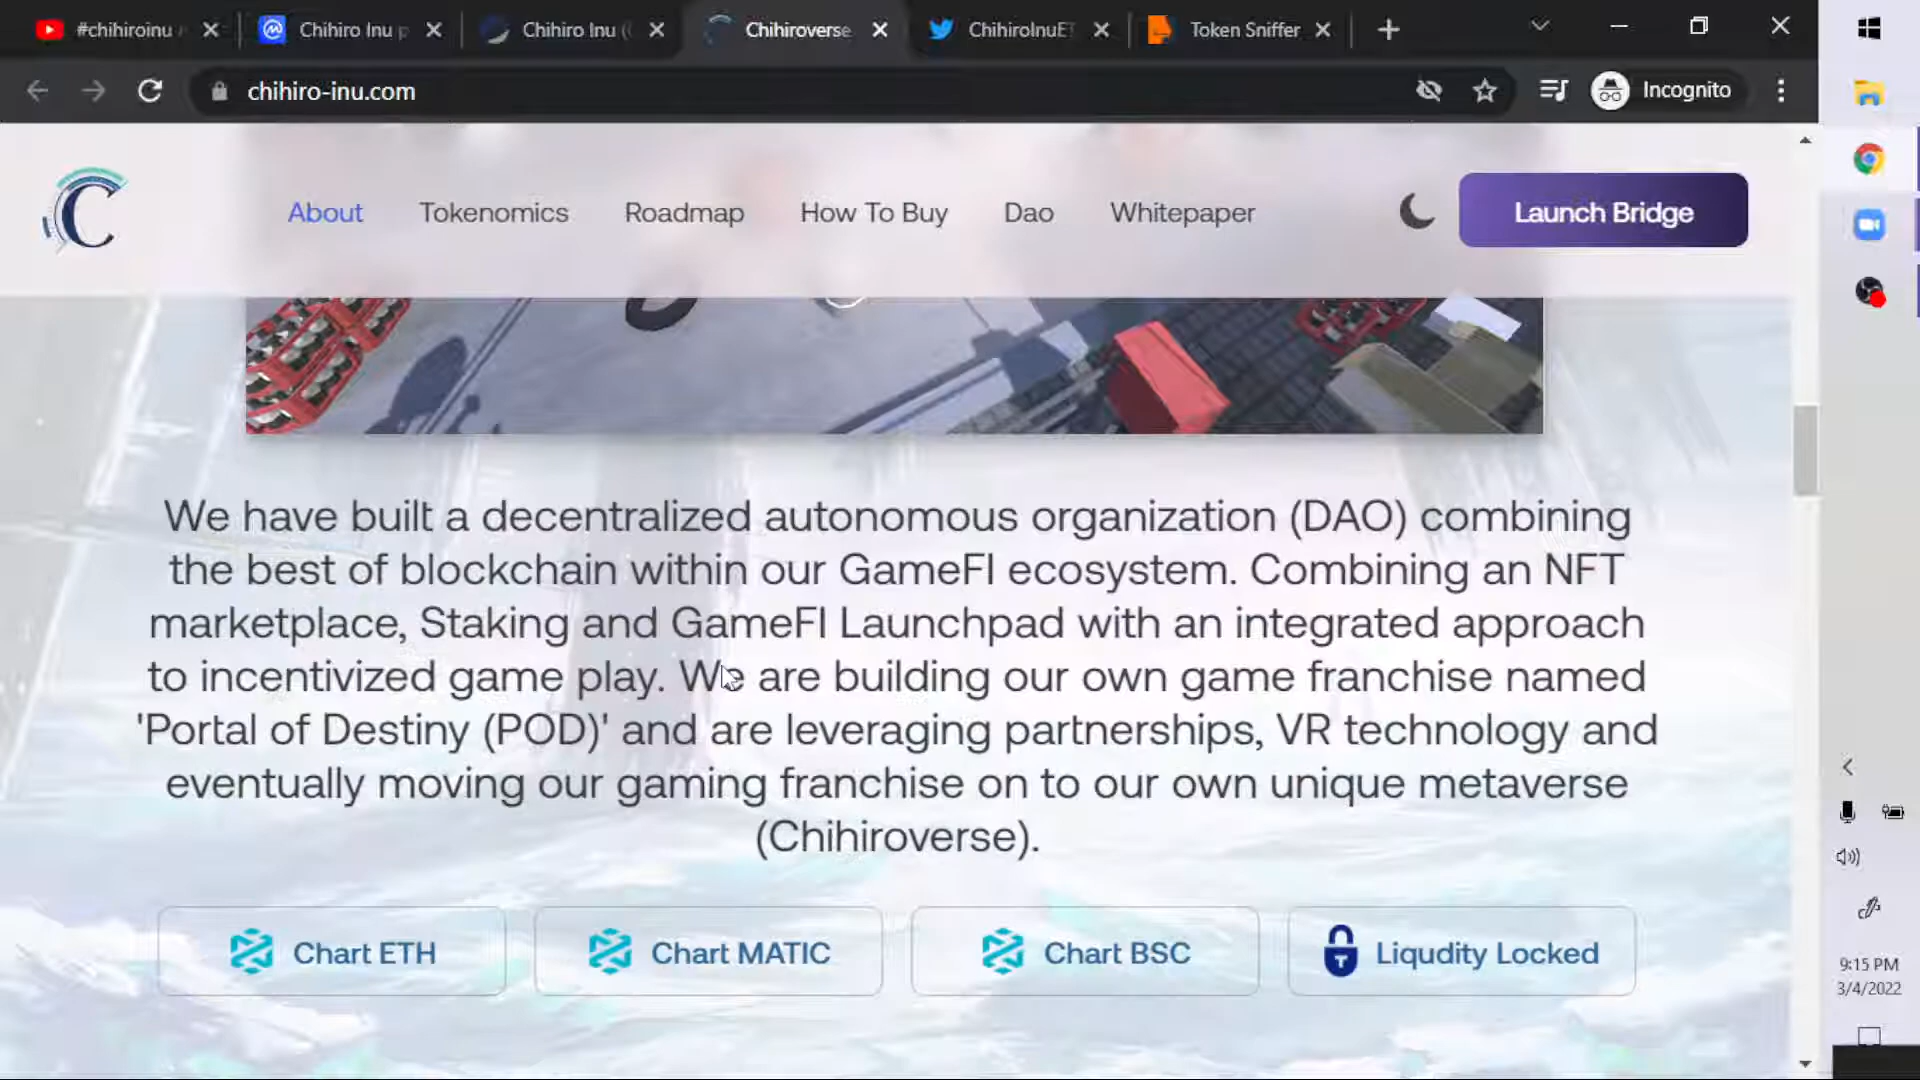 #chihiroinu
Chihiro Inu p
Chihiro Inu (
Chihiroverse
ChihiroInuET
Token Sniffer
chihiro-inu.com
Incognito
C
About
Tokenomics
Roadmap
How To Buy
Dao
Whitepaper
Launch Bridge
We have built a decentralized autonomous organization (DAO) combining
the best of blockchain within our GameFI ecosystem. Combining an NFT
marketplace, Staking and GameFI Launchpad with an integrated approach
to incentivized game play. We are building our own game franchise named
'Portal of Destiny (POD)' and are leveraging partnerships, VR technology and
eventually moving our gaming franchise on to our own unique metaverse
(Chihiroverse).
Chart ETH
Chart MATIC
Chart BSC
Liqudity Locked
9:15 PM
3/4/2022